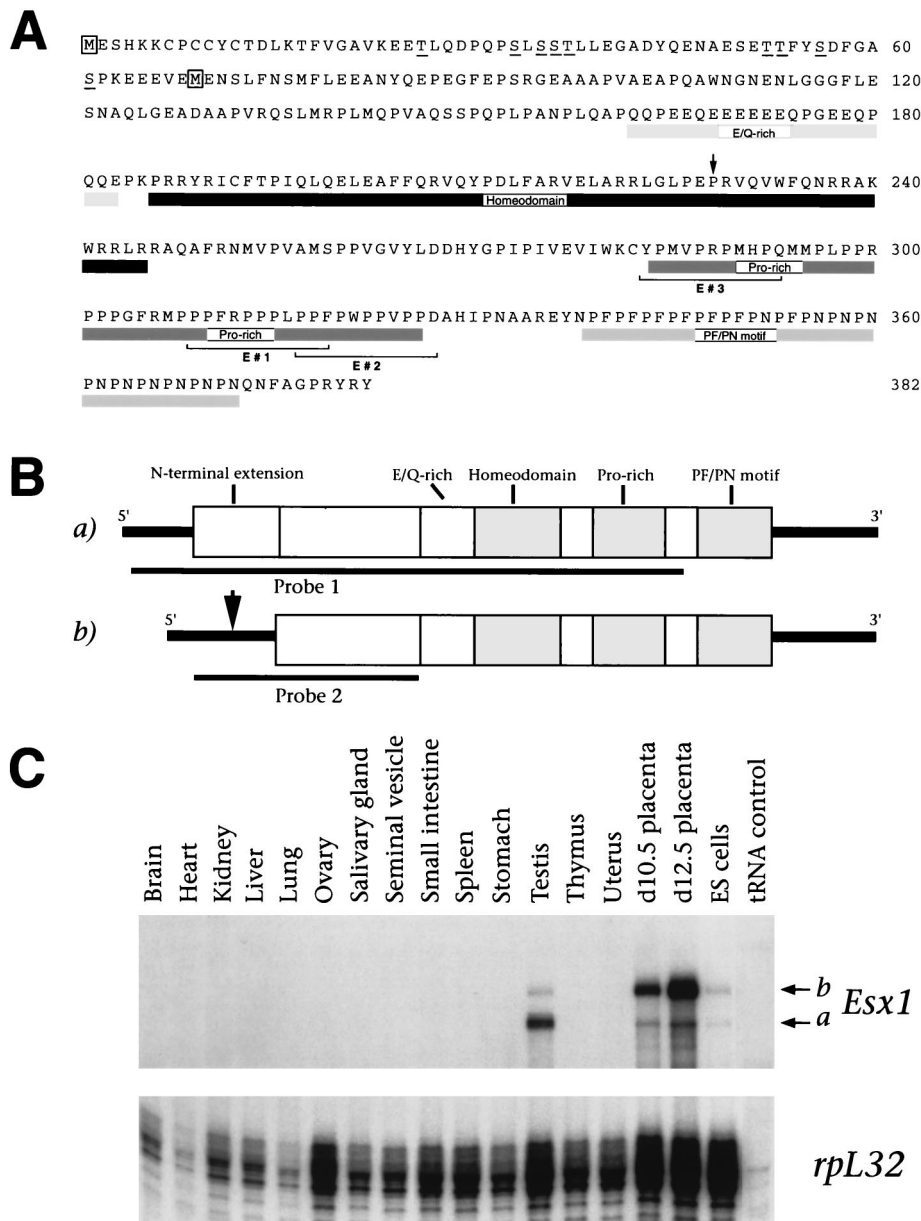 A
MESHKKCPCCYCTDLKTFVGAVKEETLQDPQPSLSSTLLEGADYQENAESETTFYSDFGA 60
SPKEEEVEMENSLFNSMFLEEANYQEPEGFEPSRGEAAAPVAEAPQAWNGNENLGGGFLE 120
SNAQLGEADAAPVRQSLMRPLMQPVAQSSPQPLPANPLQAPQQPEEQEEEEEEQPGEEQP 180
E/Q-rich
QQEPKPRRYRICFTPIQLQELEAFFQRVQYPDLFARVELARRLGLPEPRVQVWFQNRRAK 240
Homeodomain
WRRLRRAQAFRNMVPVAMSPPVGVYLDDHYGPIPIVEVIWKCYPMVPRPMHPQMMPLPPR 300
Pro-rich
E # 3
PPPGFRMPPPFRPPPLPPFPWPPVPPDAHIPNAAREYNPFPFPFPFPFPFPNPFPNPNPN 360
Pro-rich PF/PN motif
E # 1 E # 2
PNPNPNPNPNPNQNFAGPRYRY 382
B
N-terminal extension E/Q-rich Homeodomain Pro-rich PF/PN motif
a) 5' 3'
Probe 1
b) 5' 3'
Probe 2
C
Brain
Heart
Kidney
Liver
Lung
Ovary
Salivary gland
Seminal vesicle
Small intestine
Spleen
Stomach
Testis
Thymus
Uterus
d10.5 placenta
d12.5 placenta
ES cells
tRNA control
b
a
Esx1
rpL32